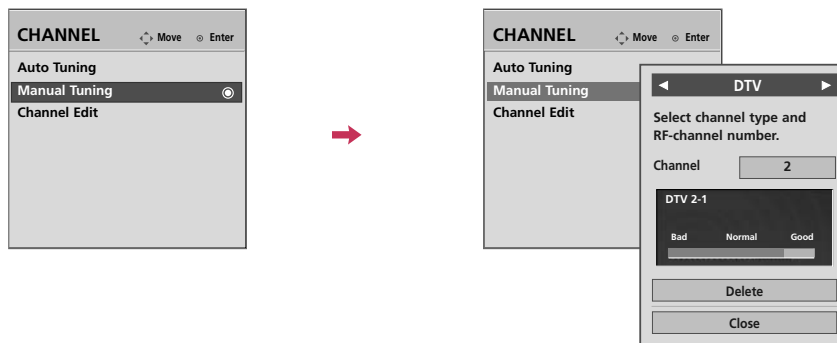 CHANNEL Move Enter
Auto Tuning
Manual Tuning
Channel Edit
CHANNEL Move Enter
Auto Tuning
Manual Tuning
Channel Edit
DTV
Select channel type and
RF-channel number.
Channel 2
DTV 2-1
Bad Normal Good
Delete
Close